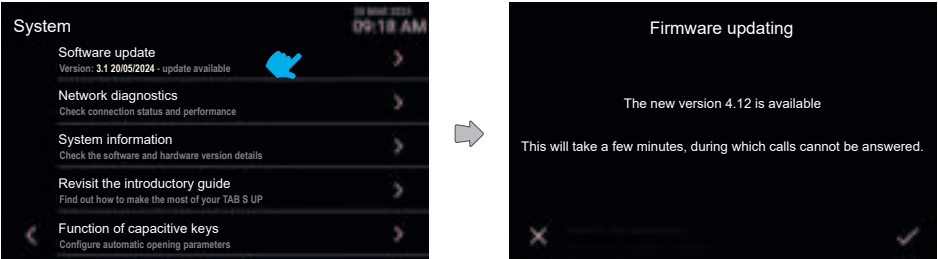 System
09:18 AM
Software update
Version: 3.1 20/05/2024 - update available
Network diagnostics
Check connection status and performance
System information
Check the software and hardware version details
Revisit the introductory guide
Find out how to make the most of your TAB S UP
Function of capacitive keys
Configure automatic opening parameters
Firmware updating
The new version 4.12 is available
This will take a few minutes, during which calls cannot be answered.